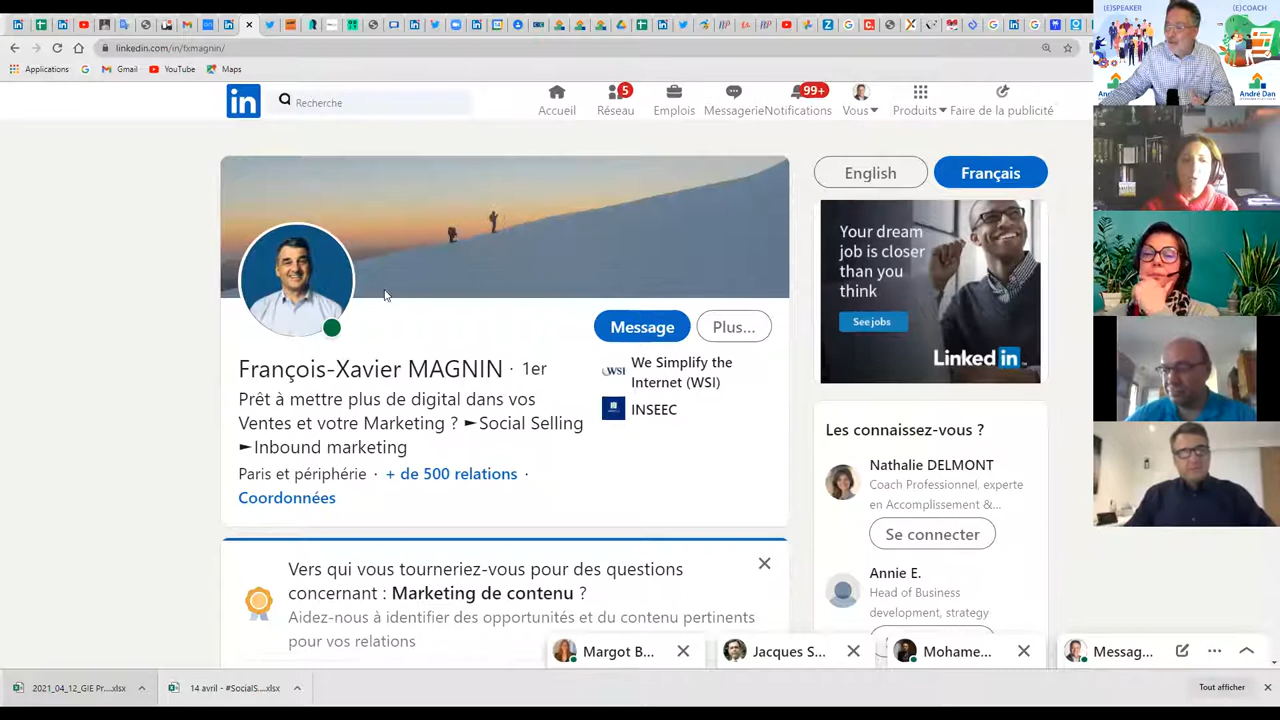 linkedin.com/in/fxmagnin/
Applications
Gmail
YouTube
Maps
in
Recherche
Accueil
5
Réseau
Emplois
Messagerie
99+
Notifications
Vous
Produits
Faire de la publicité
English
Français
Message
Plus...
François-Xavier MAGNIN · 1er
Prêt à mettre plus de digital dans vos
Ventes et votre Marketing ? ►Social Selling
►Inbound marketing
Paris et périphérie · + de 500 relations ·
Coordonnées
WSI
We Simplify the
Internet (WSI)
INSEEC
Your dream
job is closer
than you
think
See jobs
Linked in
Les connaissez-vous ?
Nathalie DELMONT
Coach Professionnel, experte
en Accomplissement &...
Se connecter
Annie E.
Head of Business
development, strategy
Vers qui vous tourneriez-vous pour des questions
concernant : Marketing de contenu ?
Aidez-nous à identifier des opportunités et du contenu pertinents
pour vos relations
Margot B...
Jacques S...
Mohame...
Messag...
2021_04_12_GIE Pr....xlsx
14 avril - #SocialS....xlsx
Tout afficher
(E)SPEAKER
(E)COACH
André Dan